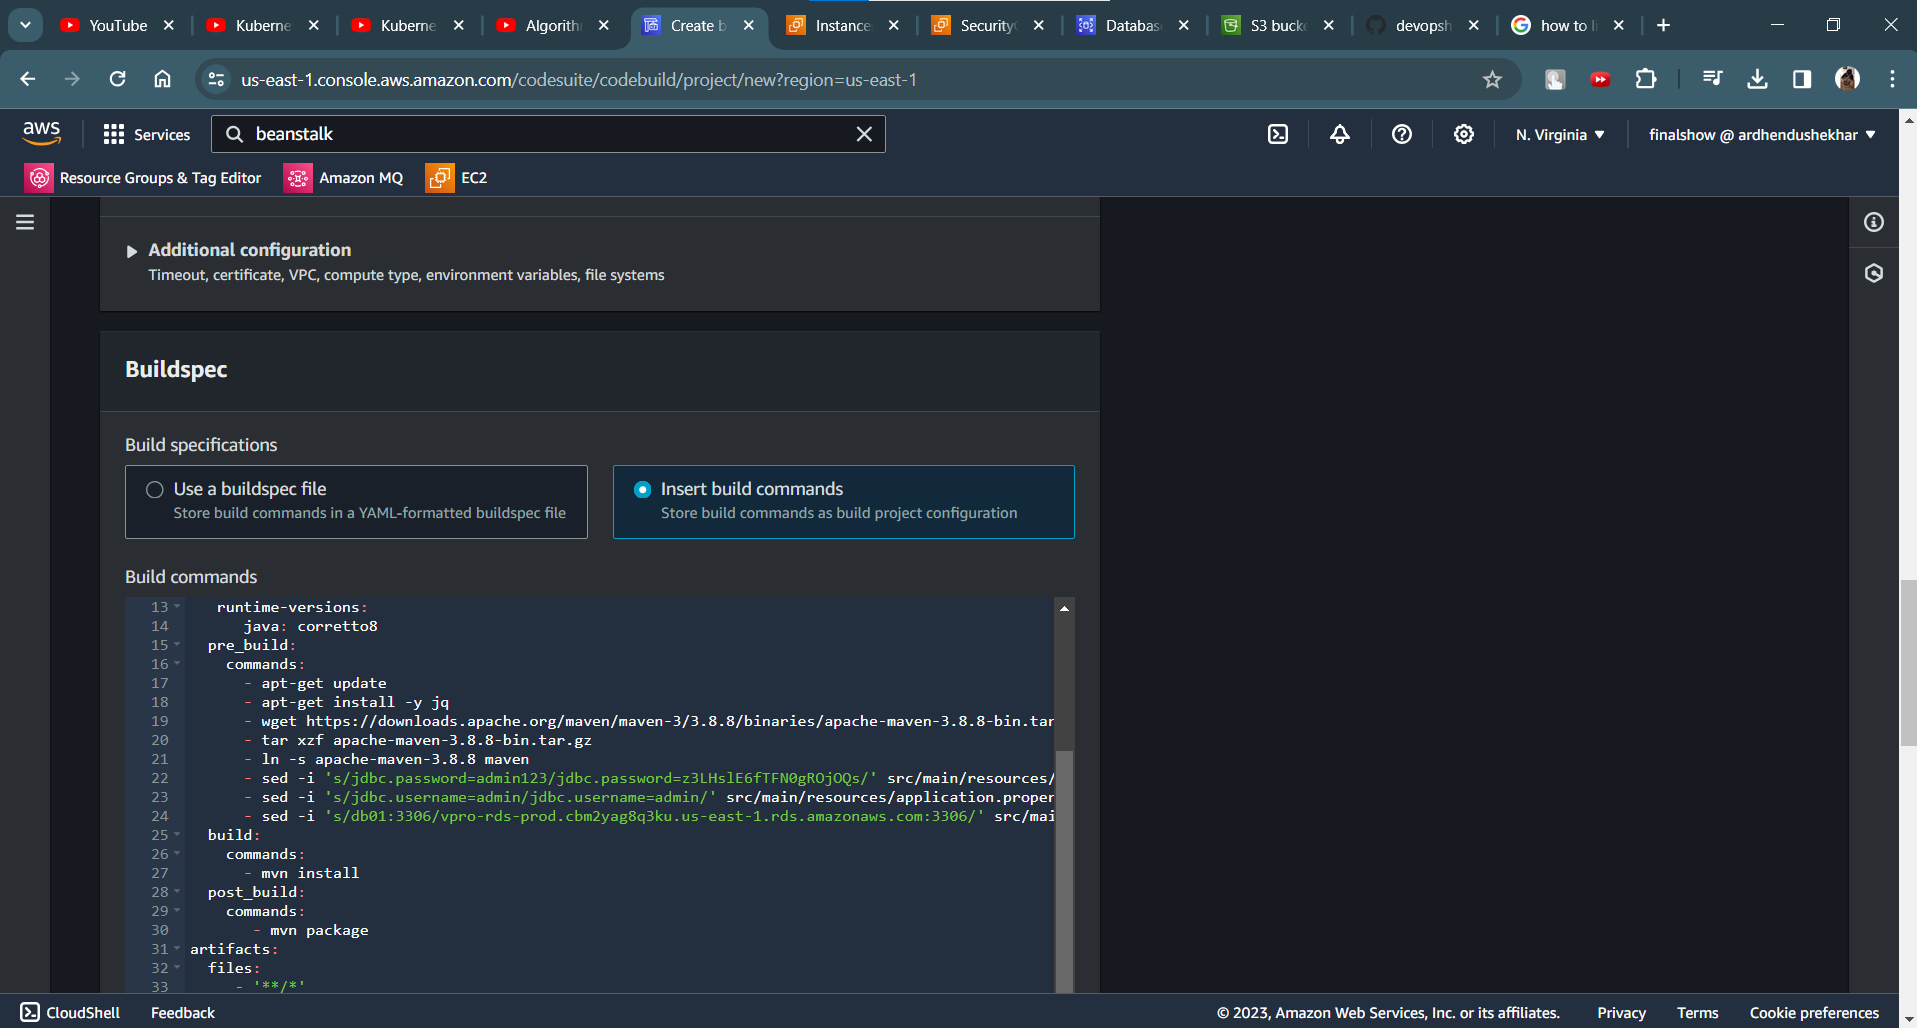 YouTube
Kuberne
Kuberne
Algorith
Create b
Instance
Security
Databas
S3 buck
devopsh
how to li
us-east-1.console.aws.amazon.com/codesuite/codebuild/project/new?region=us-east-1
aws
Services
beanstalk
N. Virginia
finalshow @ ardhendushekhar
Resource Groups & Tag Editor
Amazon MQ
EC2
Additional configuration
Timeout, certificate, VPC, compute type, environment variables, file systems
Buildspec
Build specifications
Use a buildspec file
Store build commands in a YAML-formatted buildspec file
Insert build commands
Store build commands as build project configuration
Build commands
13 runtime-versions:
14 java: corretto8
15 pre_build:
16 commands:
17 - apt-get update
18 - apt-get install -y jq
19 - wget https://downloads.apache.org/maven/maven-3/3.8.8/binaries/apache-maven-3.8.8-bin.tar
20 - tar xzf apache-maven-3.8.8-bin.tar.gz
21 - ln -s apache-maven-3.8.8 maven
22 - sed -i 's/jdbc.password=admin123/jdbc.password=z3LHslE6fTFN0gROjOQs/' src/main/resources/
23 - sed -i 's/jdbc.username=admin/jdbc.username=admin/' src/main/resources/application.proper
24 - sed -i 's/db01:3306/vpro-rds-prod.cbm2yag8q3ku.us-east-1.rds.amazonaws.com:3306/' src/mai
25 build:
26 commands:
27 - mvn install
28 post_build:
29 commands:
30 - mvn package
31 artifacts:
32 files:
33 - '**/*'
CloudShell
Feedback
© 2023, Amazon Web Services, Inc. or its affiliates.
Privacy
Terms
Cookie preferences